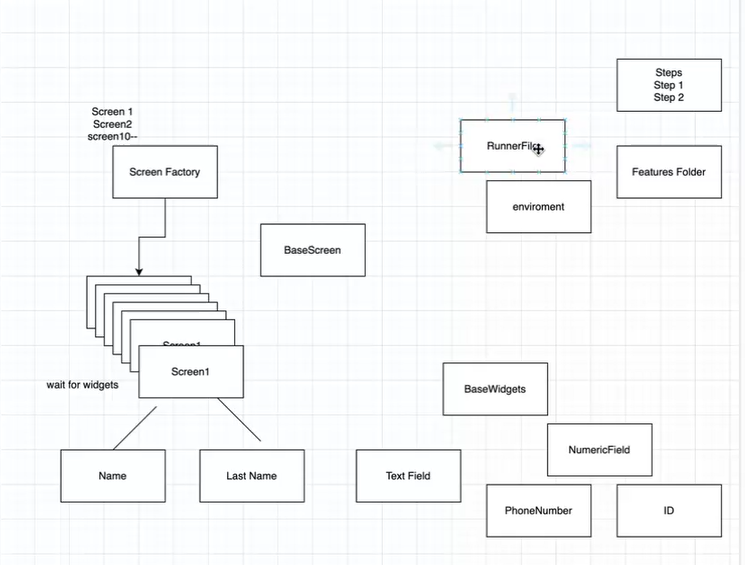 Steps
Step 1
Step 2
Screen 1
Screen2
screen10--
Screen Factory
Features Folder
enviroment
BaseScreen
Screen1
Screen1
wait for widgets
BaseWidgets
NumericField
Name
Last Name
Text Field
PhoneNumber
ID